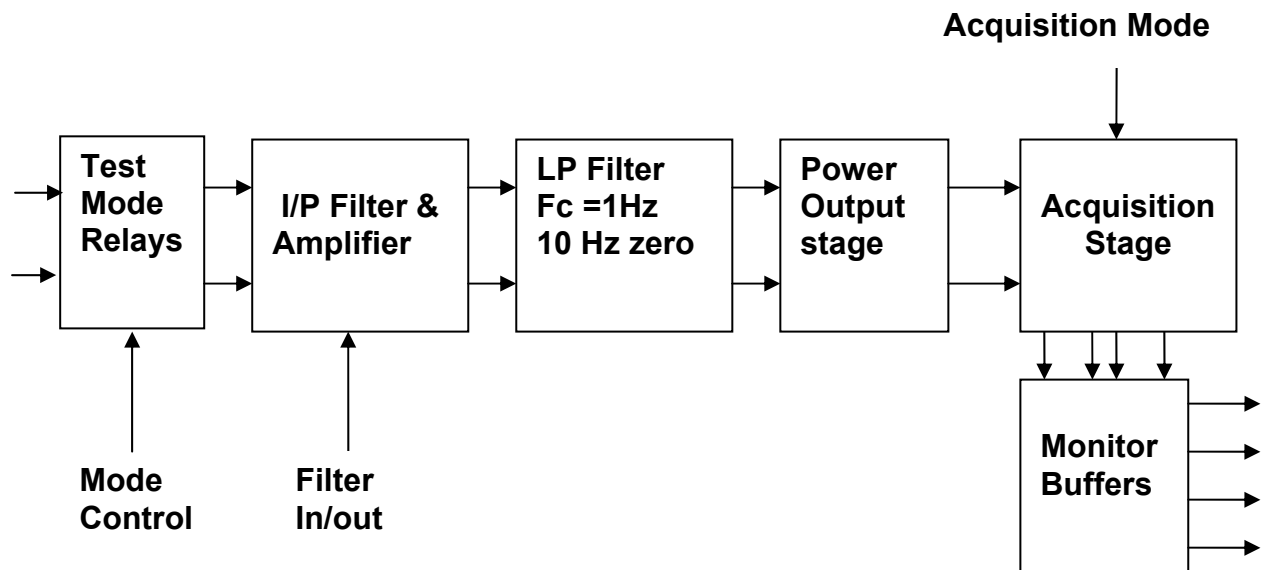 Acquisition Mode
Test
Mode
Relays
I/P Filter &
Amplifier
LP Filter
Fc =1Hz
10 Hz zero
Power
Output
stage
Acquisition
Stage
Monitor
Buffers
Mode
Control
Filter
In/out